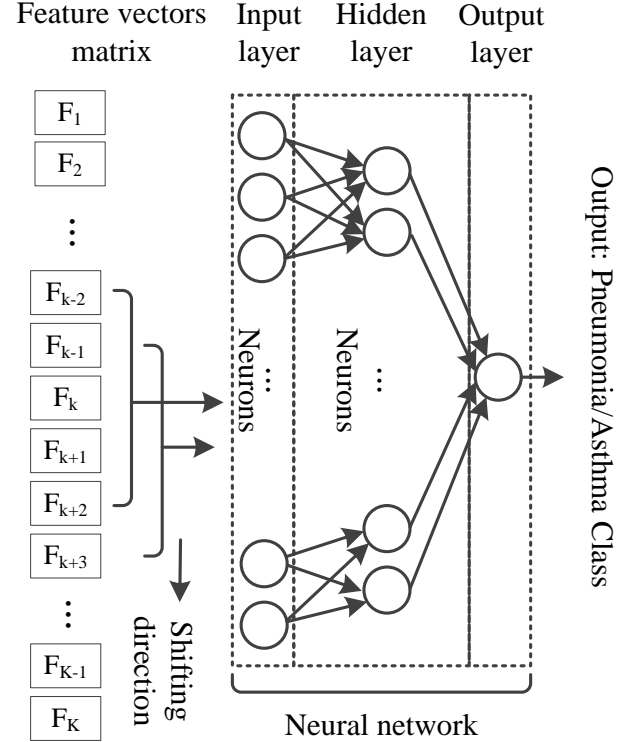 Feature vectors
matrix
Input
layer
Hidden
layer
Output
layer
F1
F2
...
Fk-2
Fk-1
Fk
Fk+1
Fk+2
Fk+3
...
FK-1
FK
Shifting
direction
...
Neurons
...
Neurons
Neural network
Output: Pneumonia/Asthma Class